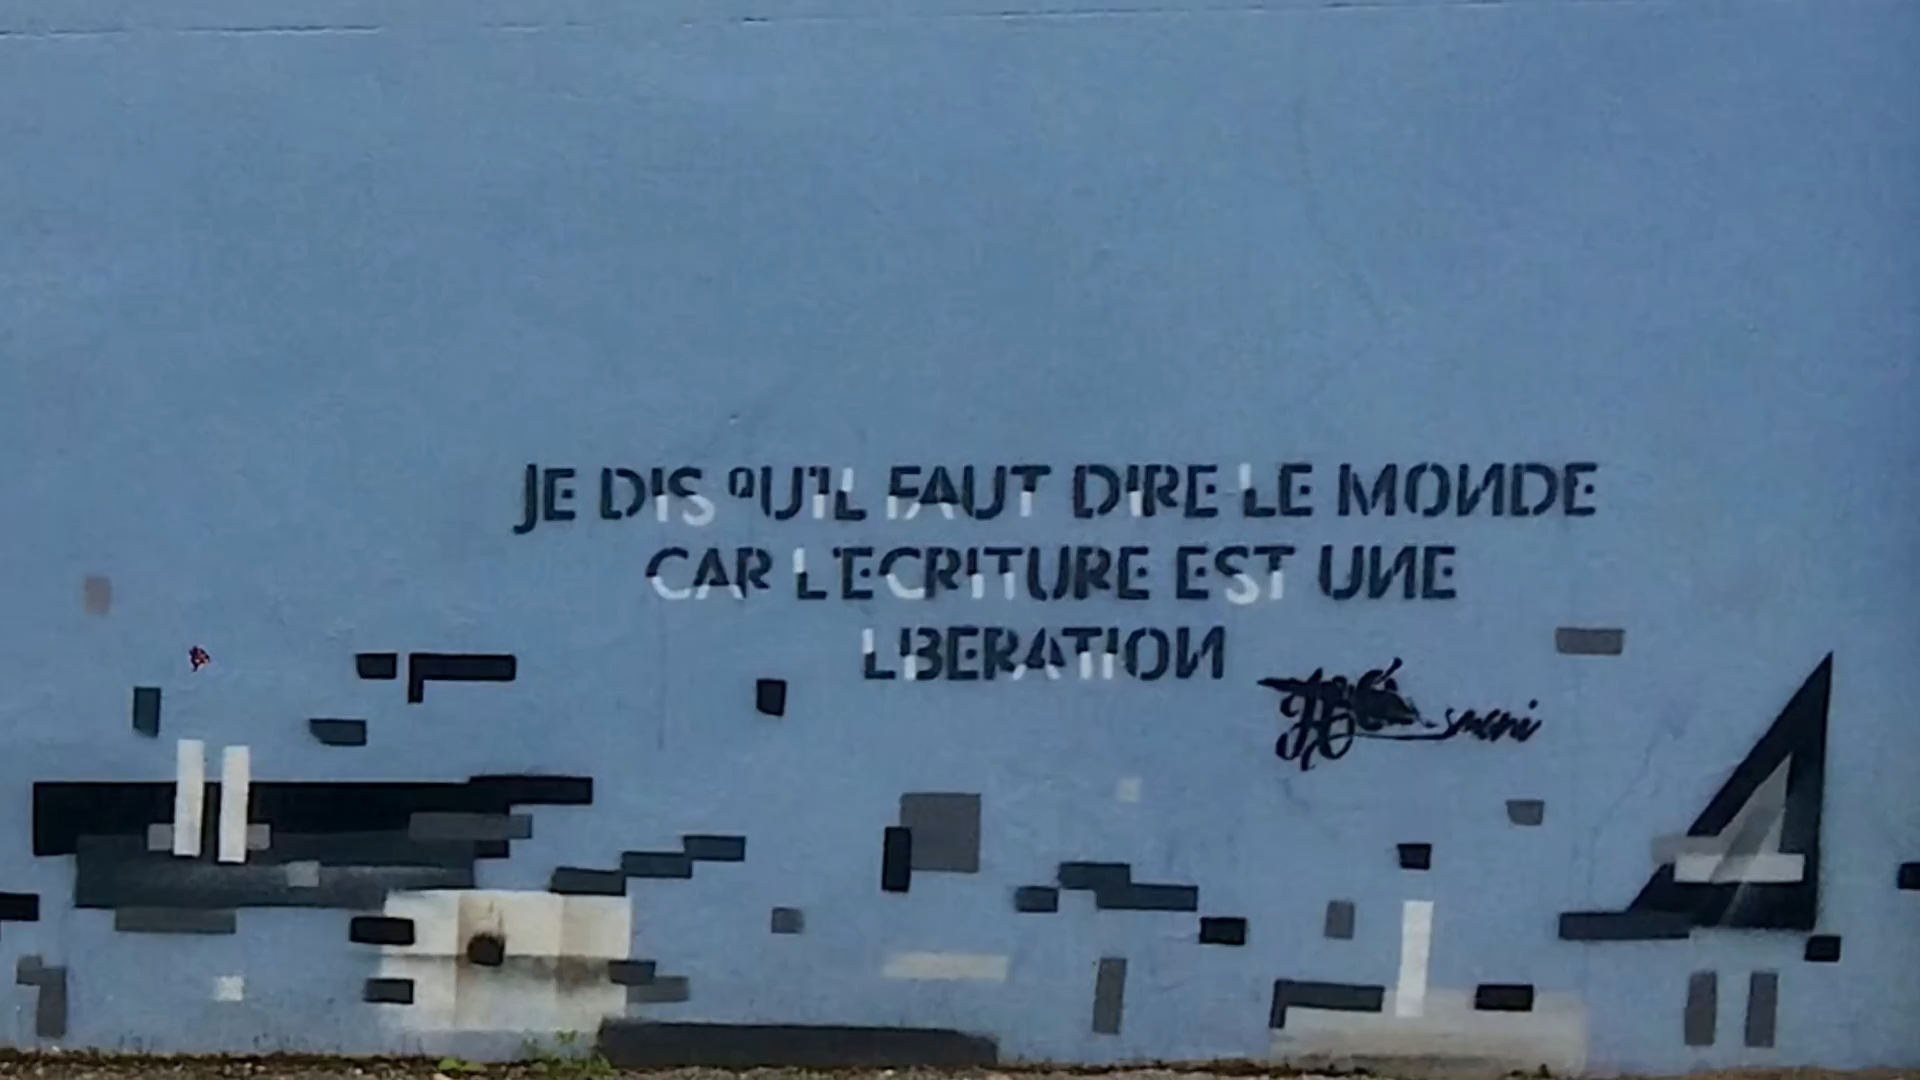 JE DIS QU'IL FAUT DIRE LE MONDE
CAR L'ECRITURE EST UNE
LIBERATION